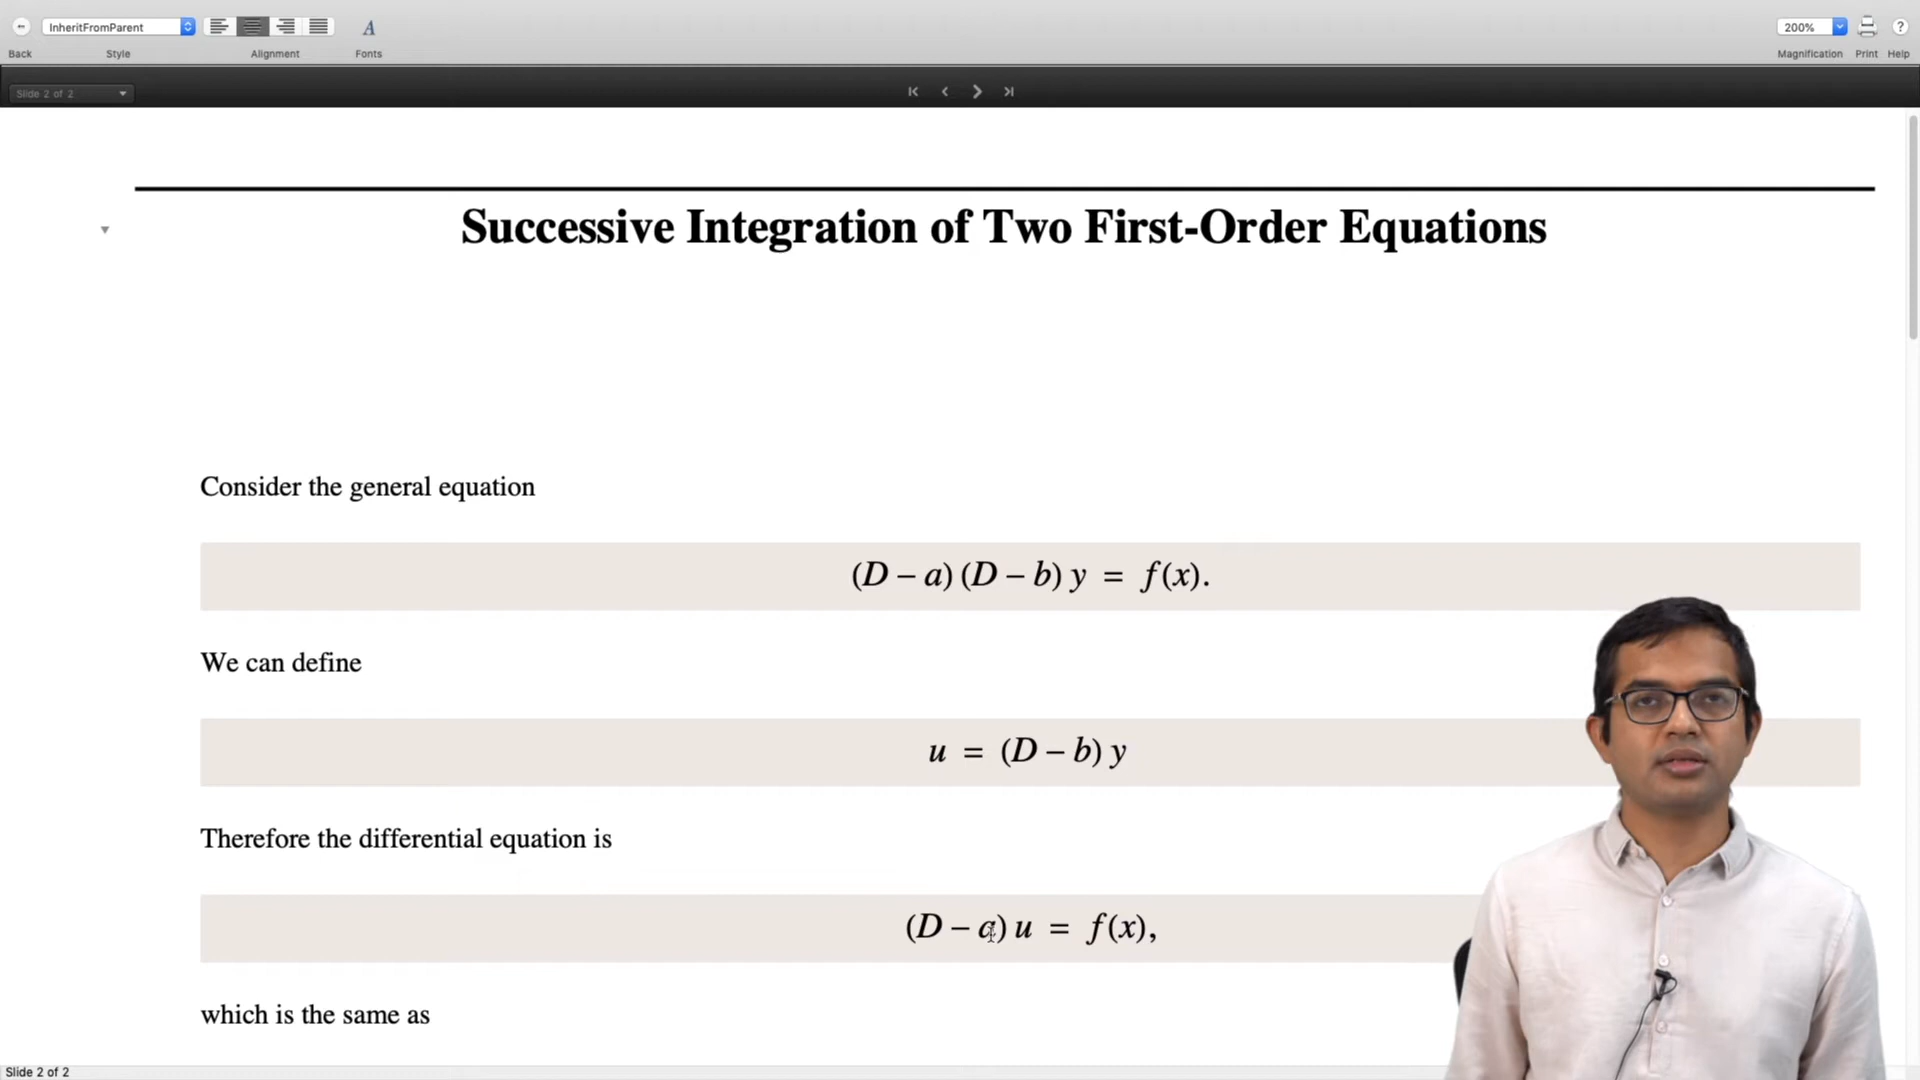 InheritFromParent
200%
Back
Style
Alignment
Fonts
Magnification
Print
Help
Slide 2 of 2
Successive Integration of Two First-Order Equations
Consider the general equation
(D − a) (D − b) y = f(x).
We can define
u = (D − b) y
Therefore the differential equation is
(D − a) u = f(x),
which is the same as
Slide 2 of 2